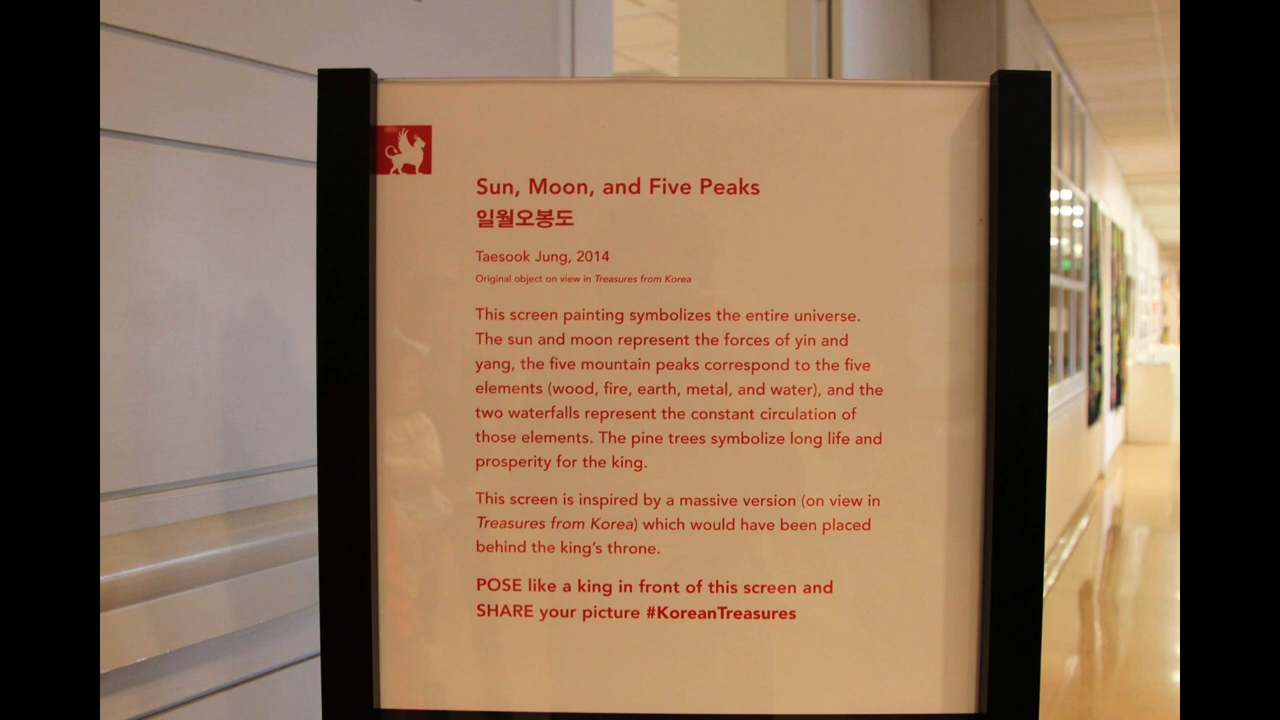 Sun, Moon, and Five Peaks
일월오봉도
Taesook Jung, 2014
Original object on view in Treasures from Korea
This screen painting symbolizes the entire universe.
The sun and moon represent the forces of yin and
yang, the five mountain peaks correspond to the five
elements (wood, fire, earth, metal, and water), and the
two waterfalls represent the constant circulation of
those elements. The pine trees symbolize long life and
prosperity for the king.
This screen is inspired by a massive version (on view in
Treasures from Korea) which would have been placed
behind the king's throne.
POSE like a king in front of this screen and
SHARE your picture #KoreanTreasures